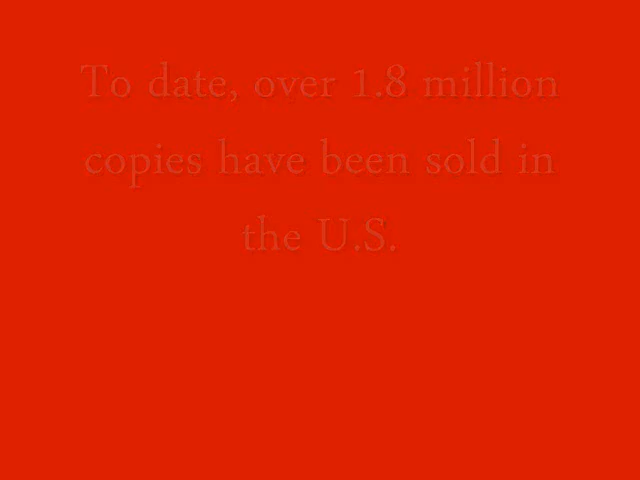 To date, over 1.8 million
copies have been sold in
the U.S.